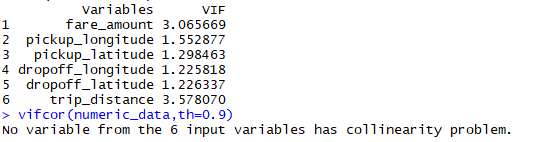 Variables VIF
1 fare_amount 3.065669
2 pickup_longitude 1.552877
3 pickup_latitude 1.298463
4 dropoff_longitude 1.225818
5 dropoff_latitude 1.226337
6 trip_distance 3.578070
> vifcor(numeric_data,th=0.9)
No variable from the 6 input variables has collinearity problem.